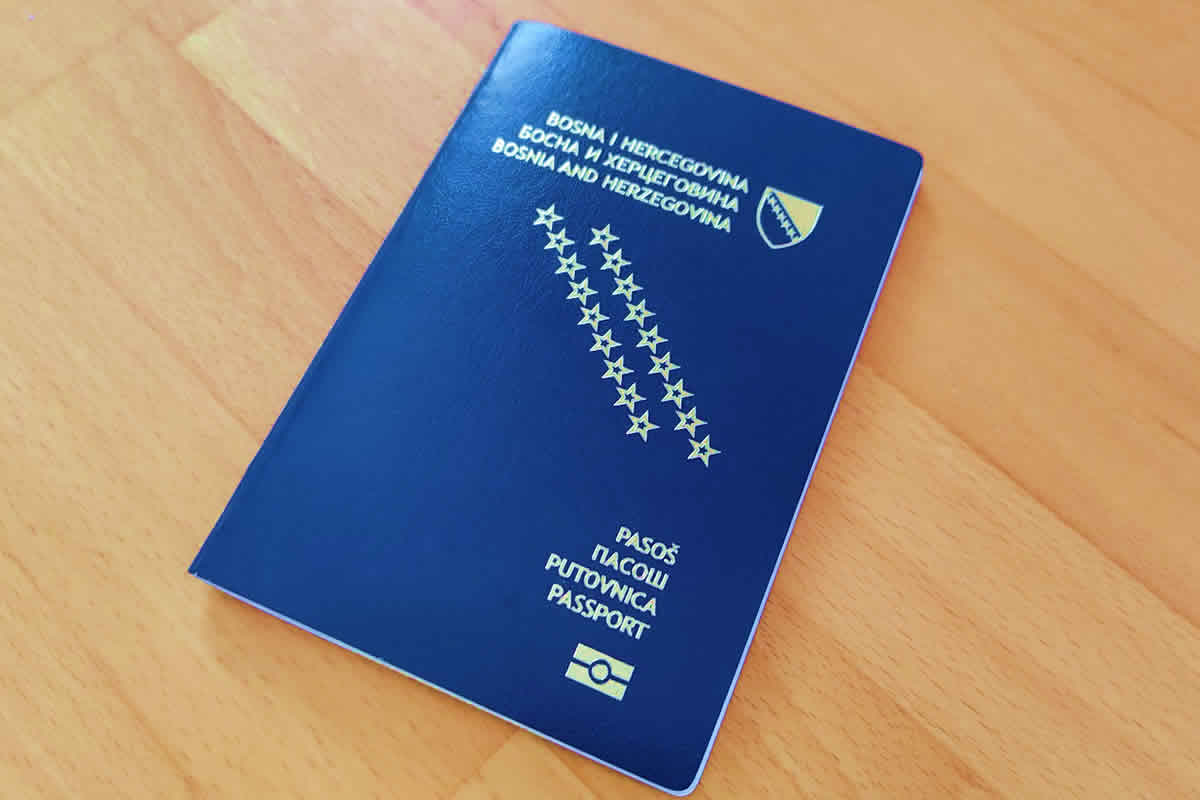 BOSNA I HERCEGOVINA
БОСНА И ХЕРЦЕГОВИНА
BOSNIA AND HERZEGOVINA
PASOŠ
ПАСОШ
PUTOVNICA
PASSPORT